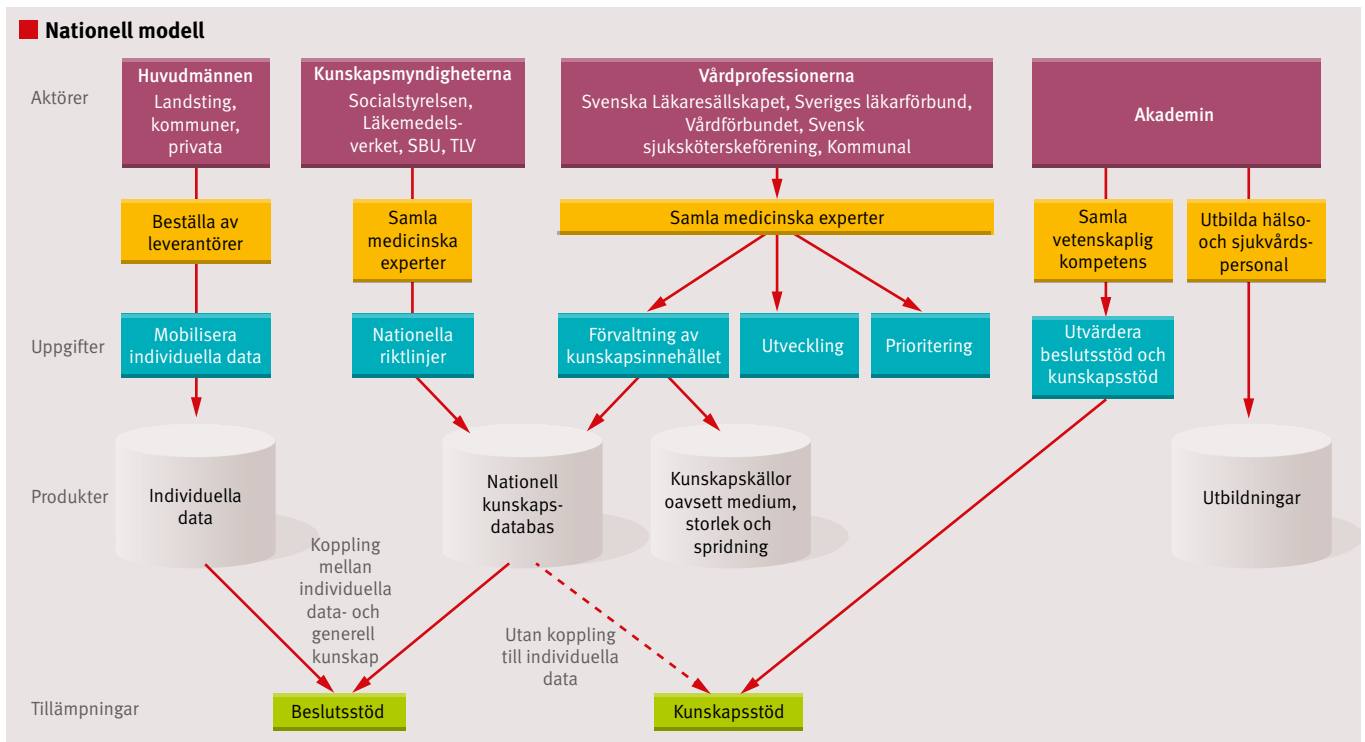 Nationell modell
Aktörer
Huvudmännen
Landsting,
kommuner,
privata
Kunskapsmyndigheterna
Socialstyrelsen,
Läkemedels-
verket, SBU, TLV
Vårdprofessionerna
Svenska Läkaresällskapet, Sveriges läkarförbund,
Vårdförbundet, Svensk
sjuksköterskeförening, Kommunal
Akademin
Beställa av
leverantörer
Samla
medicinska
experter
Samla medicinska experter
Samla
vetenskaplig
kompetens
Utbilda hälso-
och sjukvårds-
personal
Uppgifter
Mobilisera
individuella data
Nationella
riktlinjer
Förvaltning av
kunskapsinnehållet
Utveckling
Prioritering
Utvärdera
beslutsstöd och
kunskapsstöd
Produkter
Individuella
data
Nationell
kunskaps-
databas
Kunskapskällor
oavsett medium,
storlek och
spridning
Utbildningar
Koppling
mellan
individuella
data- och
generell
kunskap
Utan koppling
till individuella
data
Tillämpningar
Beslutsstöd
Kunskapsstöd